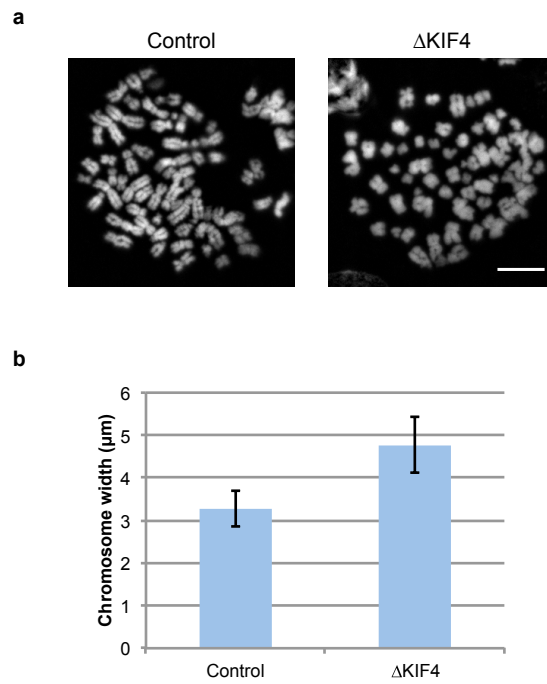 a
Control ΔKIF4
b
Chromosome width (μm)
6
5
4
3
2
1
0
Control ΔKIF4